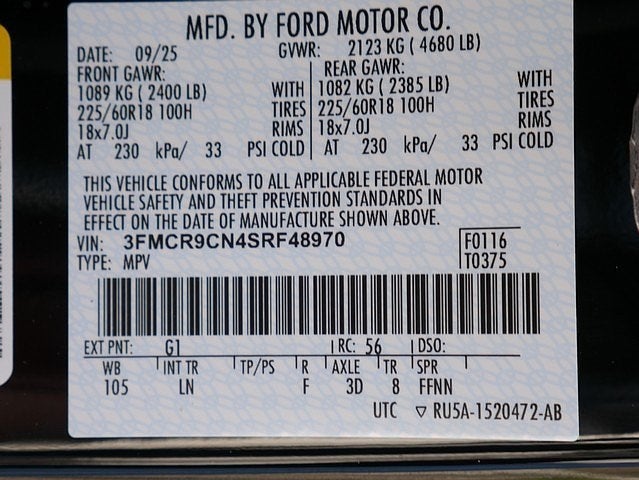 MFD. BY FORD MOTOR CO.
DATE: 09/25 GVWR: 2123 KG ( 4680 LB)
FRONT GAWR: REAR GAWR:
1089 KG ( 2400 LB) WITH 1082 KG ( 2385 LB) WITH
225/60R18 100H TIRES 225/60R18 100H TIRES
18x7.0J RIMS 18x7.0J RIMS
AT 230 kPa/ 33 PSI COLD AT 230 kPa/ 33 PSI COLD
THIS VEHICLE CONFORMS TO ALL APPLICABLE FEDERAL MOTOR
VEHICLE SAFETY AND THEFT PREVENTION STANDARDS IN
EFFECT ON THE DATE OF MANUFACTURE SHOWN ABOVE.
VIN: 3FMCR9CN4SRF48970 F0116
TYPE: MPV T0375
EXT PNT: G1 RC: 56 DSO:
WB INT TR TP/PS R AXLE TR SPR
105 LN F 3D 8 FFNN
UTC ▽ RU5A-1520472-AB